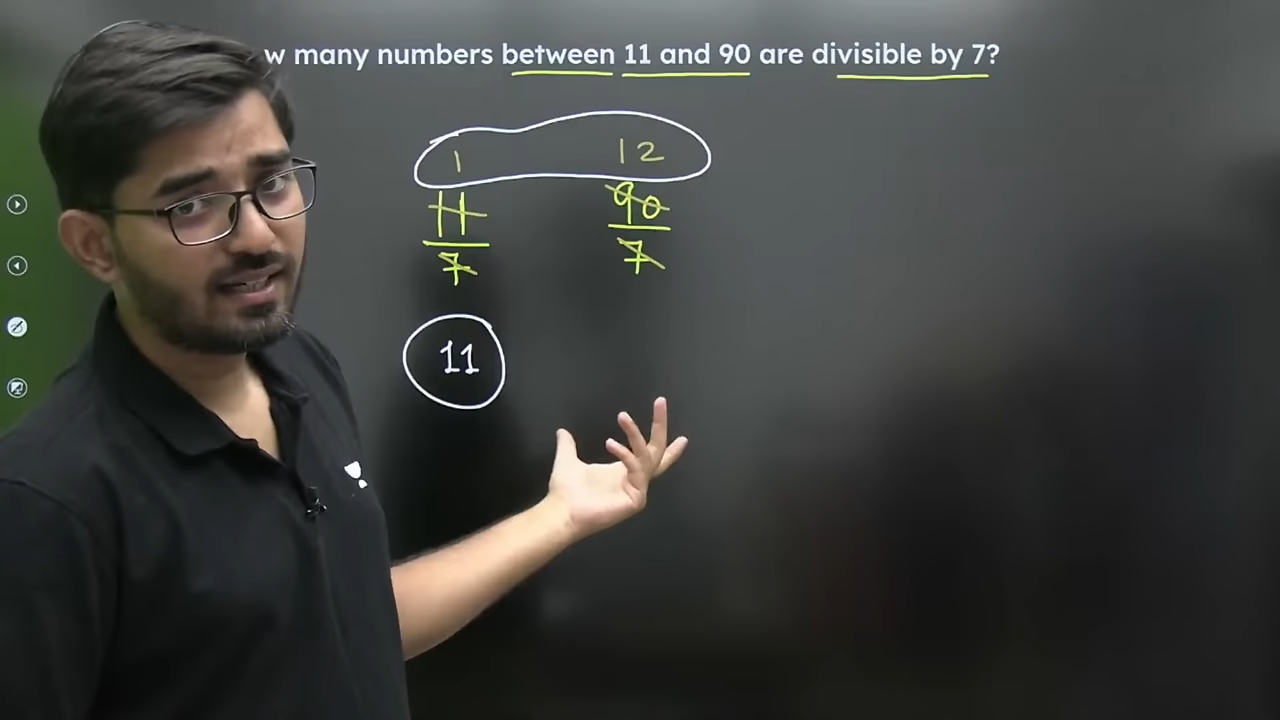 w many numbers between 11 and 90 are divisible by 7?
1 12
11 90
7 7
11